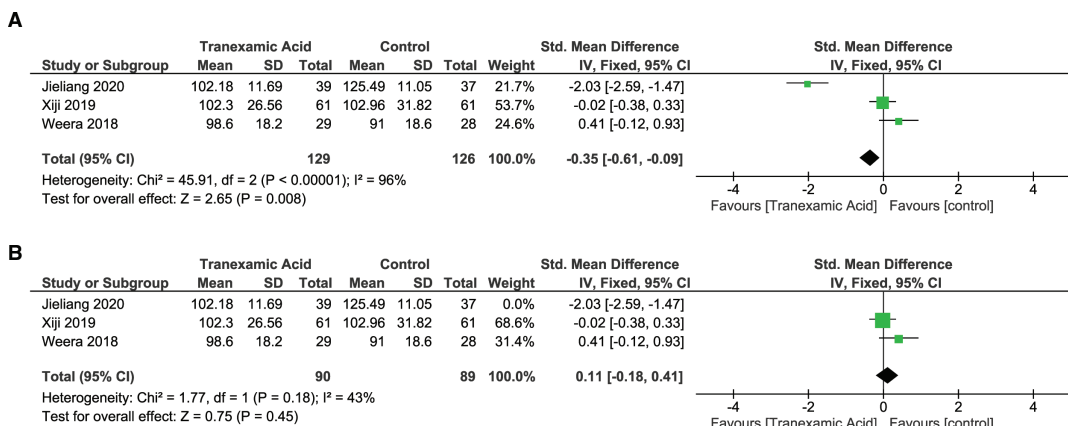 A
Tranexamic Acid Control Std. Mean Difference Std. Mean Difference
Study or Subgroup Mean SD Total Mean SD Total Weight IV, Fixed, 95% CI IV, Fixed, 95% CI
Jieliang 2020 102.18 11.69 39 125.49 11.05 37 21.7% -2.03 [-2.59, -1.47]
Xiji 2019 102.3 26.56 61 102.96 31.82 61 53.7% -0.02 [-0.38, 0.33]
Weera 2018 98.6 18.2 29 91 18.6 28 24.6% 0.41 [-0.12, 0.93]
Total (95% CI) 129 126 100.0% -0.35 [-0.61, -0.09]
Heterogeneity: Chi² = 45.91, df = 2 (P < 0.00001); I² = 96%
Test for overall effect: Z = 2.65 (P = 0.008)
-4 -2 0 2 4
Favours [Tranexamic Acid] Favours [control]
B
Tranexamic Acid Control Std. Mean Difference Std. Mean Difference
Study or Subgroup Mean SD Total Mean SD Total Weight IV, Fixed, 95% CI IV, Fixed, 95% CI
Jieliang 2020 102.18 11.69 39 125.49 11.05 37 0.0% -2.03 [-2.59, -1.47]
Xiji 2019 102.3 26.56 61 102.96 31.82 61 68.6% -0.02 [-0.38, 0.33]
Weera 2018 98.6 18.2 29 91 18.6 28 31.4% 0.41 [-0.12, 0.93]
Total (95% CI) 90 89 100.0% 0.11 [-0.18, 0.41]
Heterogeneity: Chi² = 1.77, df = 1 (P = 0.18); I² = 43%
Test for overall effect: Z = 0.75 (P = 0.45)
-4 -2 0 2 4
Favours [Tranexamic Acid] Favours [control]